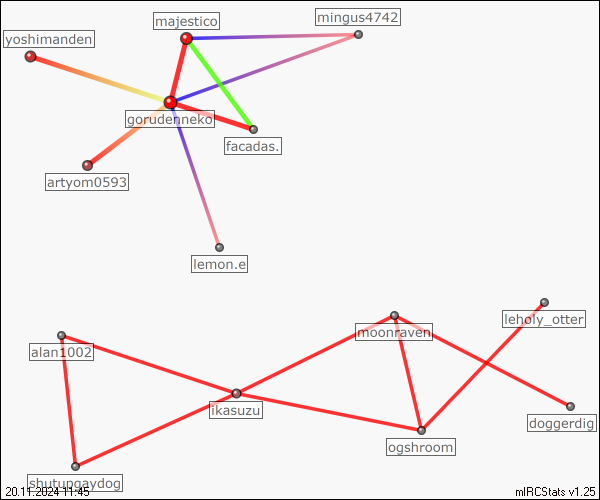 majestico
mingus4742
yoshimanden
gorudenneko
facadas.
artyom0593
lemon.e
leholy_otter
moonraven
alan1002
ikasuzu
doggerdig
ogshroom
shutupgaydog
20.11.2024 11:45
mIRCStats v1.25